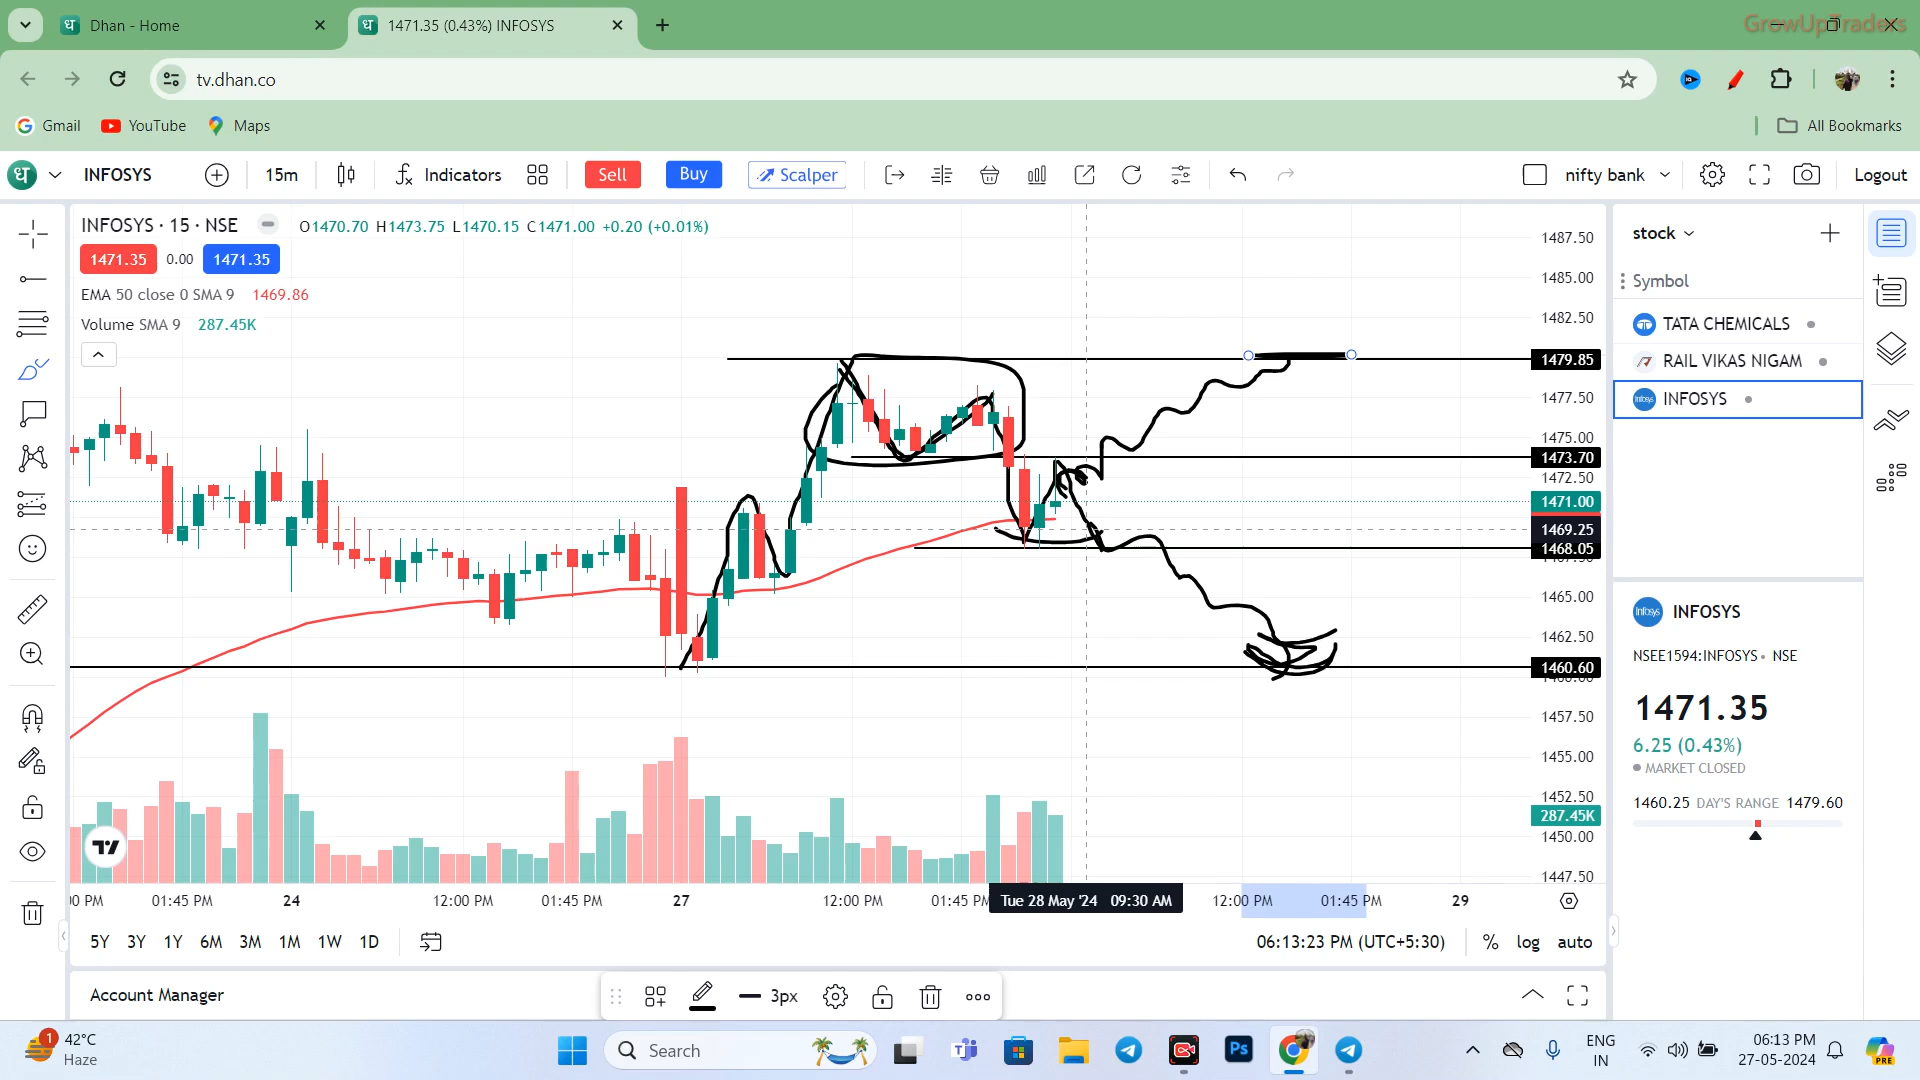 Dhan - Home
1471.35 (0.43%) INFOSYS
GrowUpTraders
tv.dhan.co
Gmail
YouTube
Maps
All Bookmarks
INFOSYS
15m
Indicators
Sell
Buy
Scalper
nifty bank
Logout
INFOSYS · 15 · NSE
O1470.70 H1473.75 L1470.15 C1471.00 +0.20 (+0.01%)
1471.35 0.00 1471.35
EMA 50 close 0 SMA 9 1469.86
Volume SMA 9 287.45K
1487.50
1485.00
1482.50
1479.85
1477.50
1475.00
1473.70
1472.50
1471.00
1469.25
1468.05
1465.00
1462.50
1460.60
1457.50
1455.00
1452.50
287.45K
1450.00
1447.50
01:45 PM
24
12:00 PM
01:45 PM
27
12:00 PM
01:45 PM
Tue 28 May '24 09:30 AM
12:00 PM
01:45 PM
29
5Y 3Y 1Y 6M 3M 1M 1W 1D
06:13:23 PM (UTC+5:30)
% log auto
Account Manager
3px
stock
Symbol
TATA CHEMICALS
RAIL VIKAS NIGAM
INFOSYS
INFOSYS
NSEE1594:INFOSYS • NSE
1471.35
6.25 (0.43%)
MARKET CLOSED
1460.25 DAY'S RANGE 1479.60
1
42°C
Haze
Search
ENG
IN
06:13 PM
27-05-2024